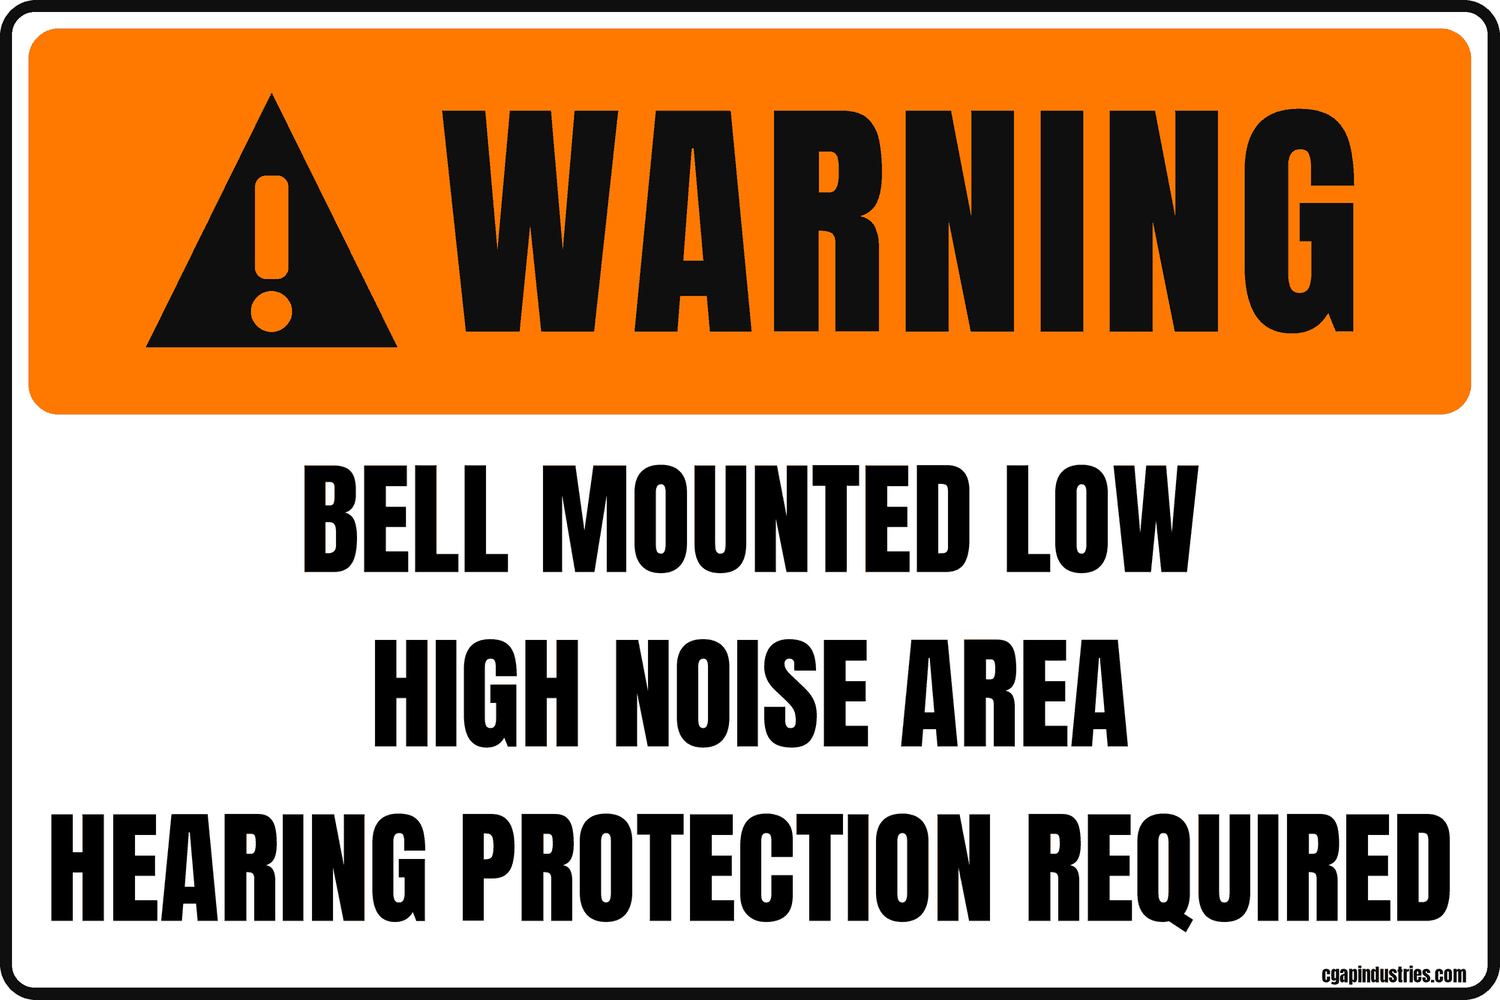 WARNING
BELL MOUNTED LOW
HIGH NOISE AREA
HEARING PROTECTION REQUIRED
cgapindustries.com